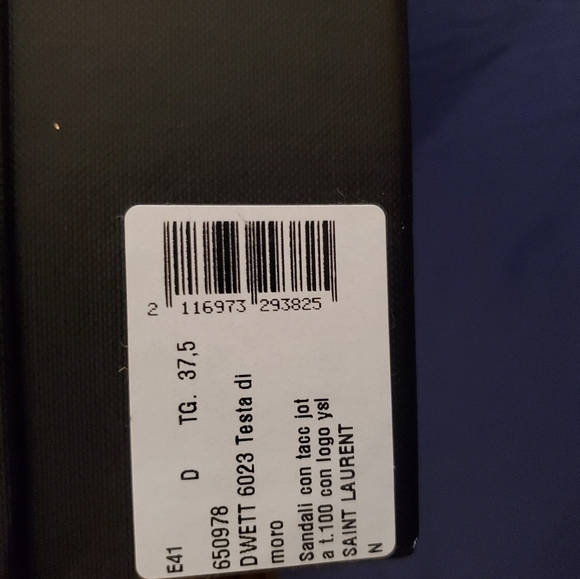 2 116973 293825
E41 D TG. 37,5
650978
DWETT 6023 Testa di
moro
Sandali con tacc jot
a t.100 con logo ysl
SAINT LAURENT
N